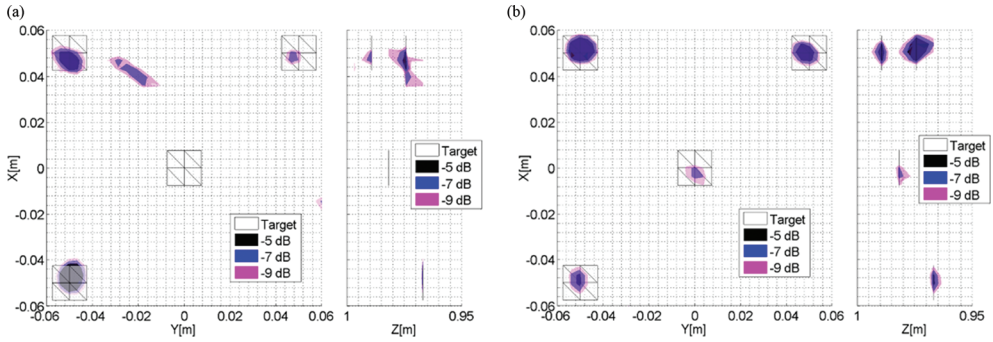 (a)
0.06
0.04
0.02
0
-0.02
-0.04
-0.06
X[m]
-0.06 -0.04 -0.02 0 0.02 0.04 0.06
Y[m]
Target
-5 dB
-7 dB
-9 dB
1 0.95
Z[m]
Target
-5 dB
-7 dB
-9 dB
(b)
0.06
0.04
0.02
0
-0.02
-0.04
-0.06
X[m]
-0.06 -0.04 -0.02 0 0.02 0.04 0.06
Y[m]
Target
-5 dB
-7 dB
-9 dB
1 0.95
Z[m]
Target
-5 dB
-7 dB
-9 dB